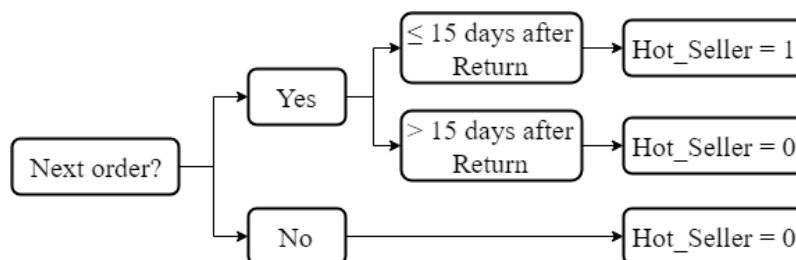 ≤ 15 days after
Return
Hot_Seller = 1
Yes
> 15 days after
Return
Hot_Seller = 0
Next order?
No
Hot_Seller = 0